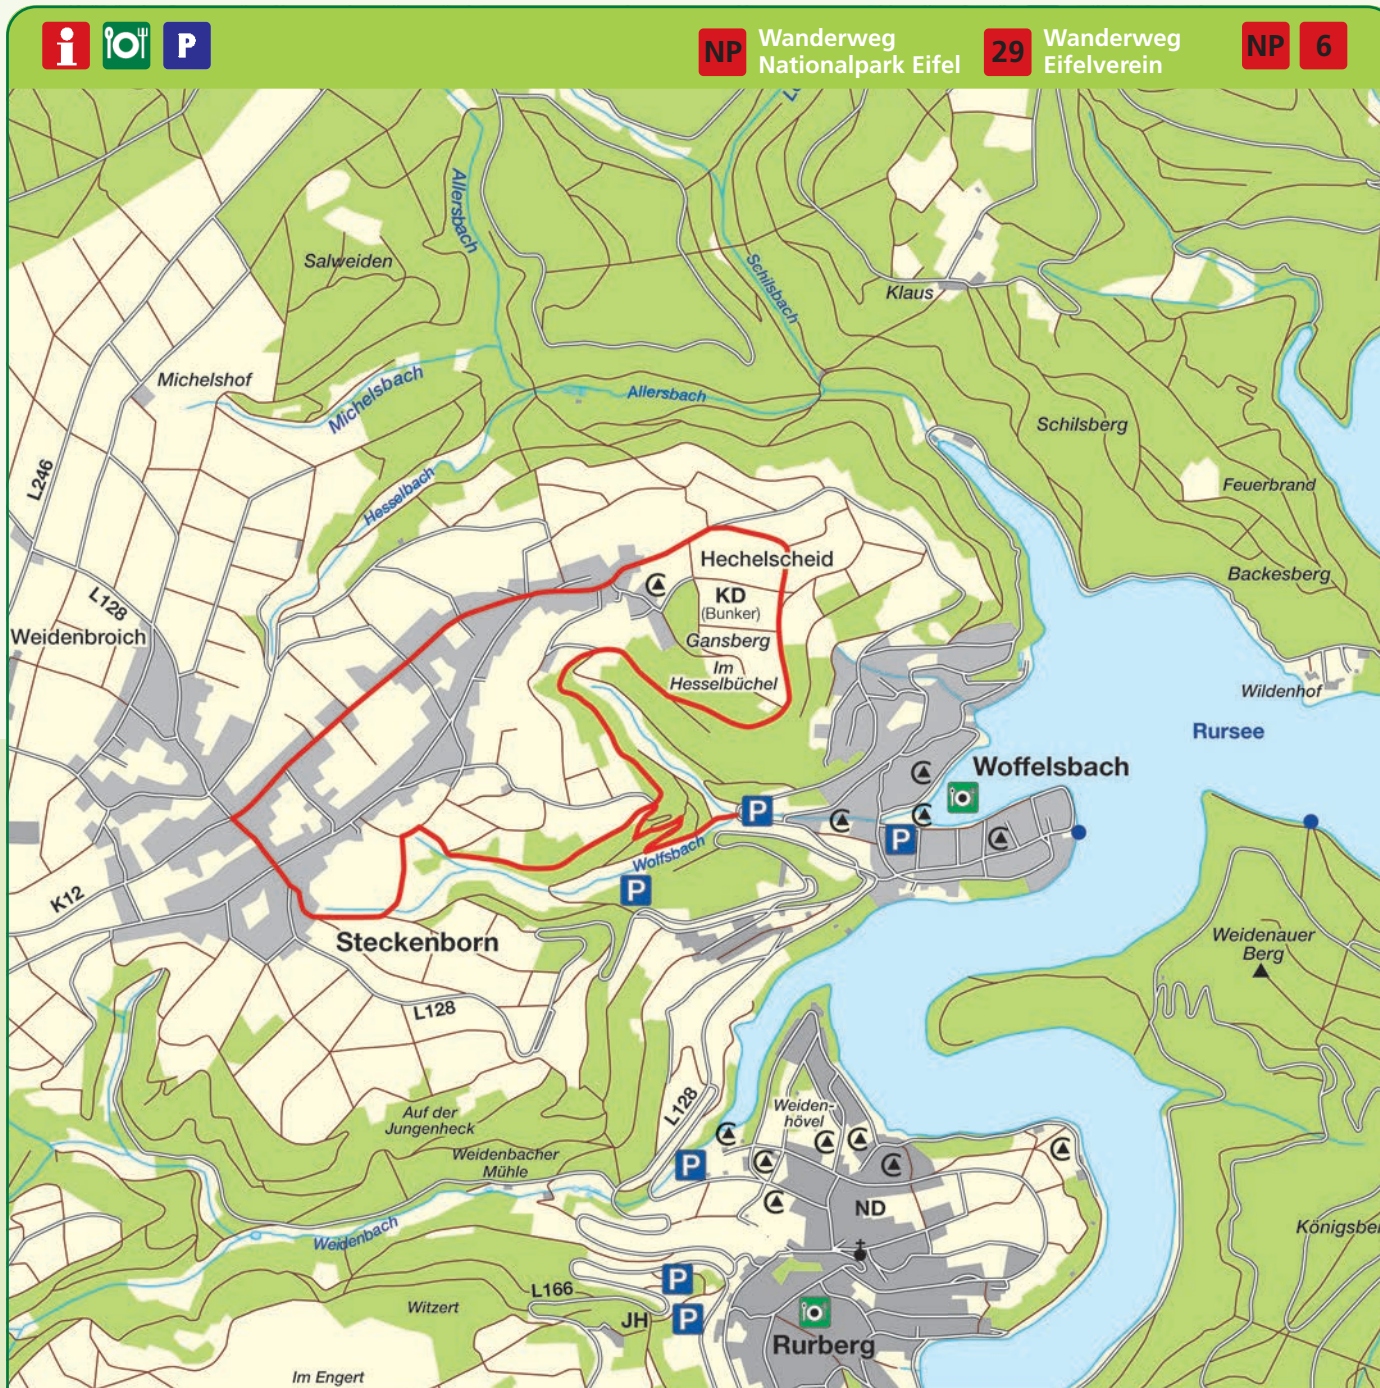 i
P
NP
Wanderweg
Nationalpark Eifel
29
Wanderweg
Eifelverein
NP
6
Allersbach
Salweiden
Schilsbach
Klaus
Michelshof
Michelsbach
Allersbach
Schilsberg
L246
Hesselbach
Feuerbrand
Hechelscheid
Backesberg
L128
KD
(Bunker)
Weidenbroich
Gansberg
Im
Hesselbüchel
Wildenhof
Rursee
Woffelsbach
P
P
Wolfsbach
P
K12
Steckenborn
Weidenauer
Berg
L128
L128
Weiden-
hövel
Auf der
Jungenheck
Weidenbacher
Mühle
P
ND
Weidenbach
Königsber
P
L166
Witzert
JH
P
Rurberg
Im Engert